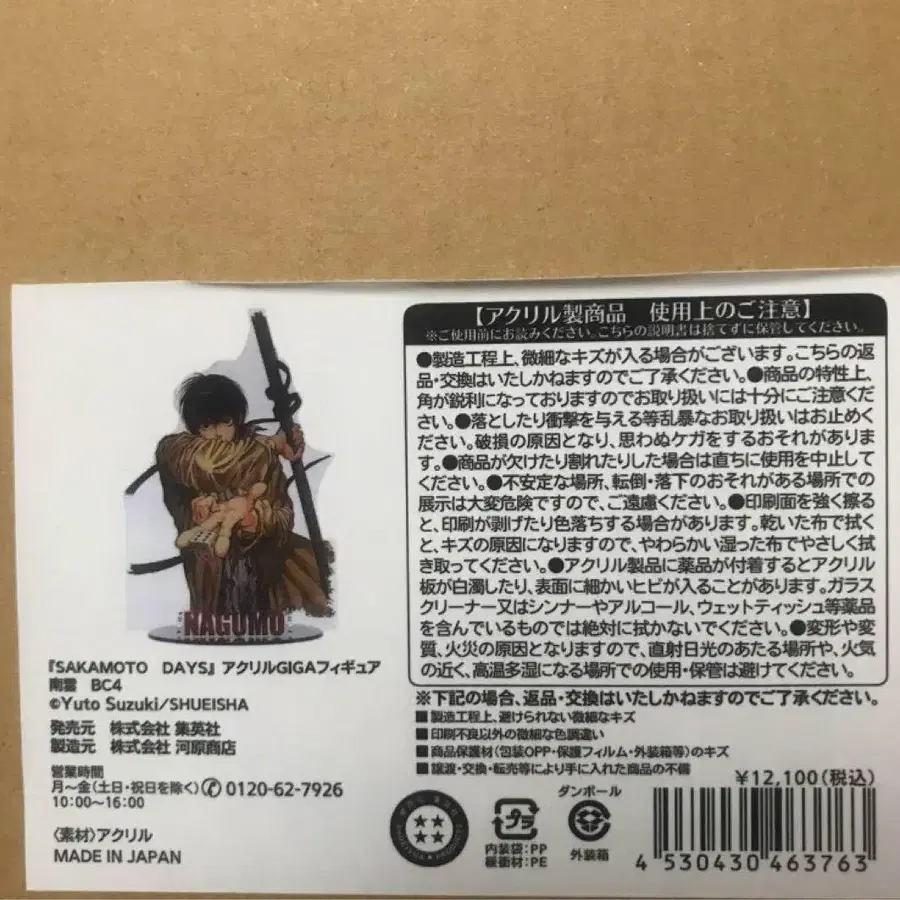 【アクリル製商品　使用上のご注意】
※ご使用前にお読みください。こちらの説明書は捨てずに保管してください。
●製造工程上、微細なキズが入る場合がございます。こちらの返
品・交換はいたしかねますのでご了承ください。●商品の特性上、
角が鋭利になっておりますのでお取り扱いには十分にご注意くだ
さい。●落としたり衝撃を与える等乱暴なお取り扱いはお止めく
ださい。破損の原因となり、思わぬケガをするおそれがありま
す。●商品が欠けたり割れたりした場合は直ちに使用を中止して
ください。●不安定な場所、転倒・落下のおそれがある場所での
展示は大変危険ですので、ご遠慮ください。●印刷面を強く擦る
と、印刷が剥げたり色落ちする場合があります。乾いた布で拭く
と、キズの原因になりますので、やわらかい湿った布でやさしく拭
き取ってください。●アクリル製品に薬品が付着するとアクリル
板が白濁したり、表面に細かいヒビが入ることがあります。ガラス
クリーナー又はシンナーやアルコール、ウェットティッシュ等薬品
を含んでいるものでは絶対に拭かないでください。●変形や変
質、火災の原因となりますので、直射日光のあたる場所や、火気
の近く、高温多湿になる場所での使用・保管は避けてください。
※下記の場合、返品・交換はいたしかねますのでご了承ください。
■製造工程上、避けられない微細なキズ
■印刷不良以外の微細な色調違い
■商品保護材(包装OPP・保護フィルム・外装箱等)のキズ
■譲渡・交換・転売等により手に入れた商品の不備
NAGUMO
『SAKAMOTO　DAYS』アクリルGIGAフィギュア
南雲　BC4
©Yuto Suzuki/SHUEISHA
発売元　株式会社 集英社
製造元　株式会社 河原商店
営業時間
月〜金(土日・祝日を除く) 0120-62-7926
10:00〜16:00
〈素材〉アクリル
MADE IN JAPAN
プラ
内装袋:PP
緩衝材:PE
ダンボール
外装箱
¥12,100(税込)
4 530430 463763